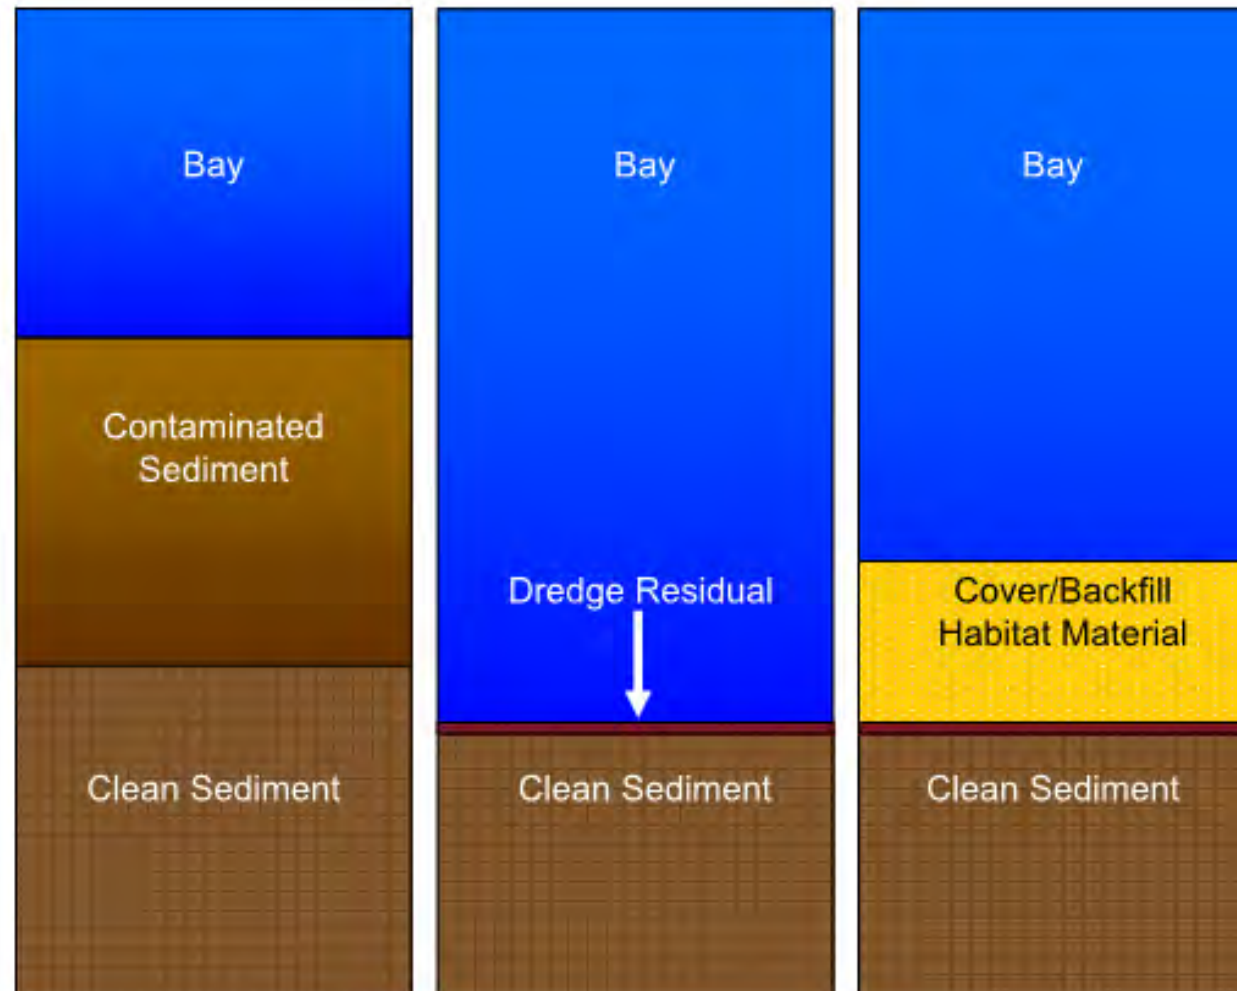 Bay
Contaminated
Sediment
Clean Sediment
Bay
Dredge Residual
Clean Sediment
Bay
Cover/Backfill
Habitat Material
Clean Sediment